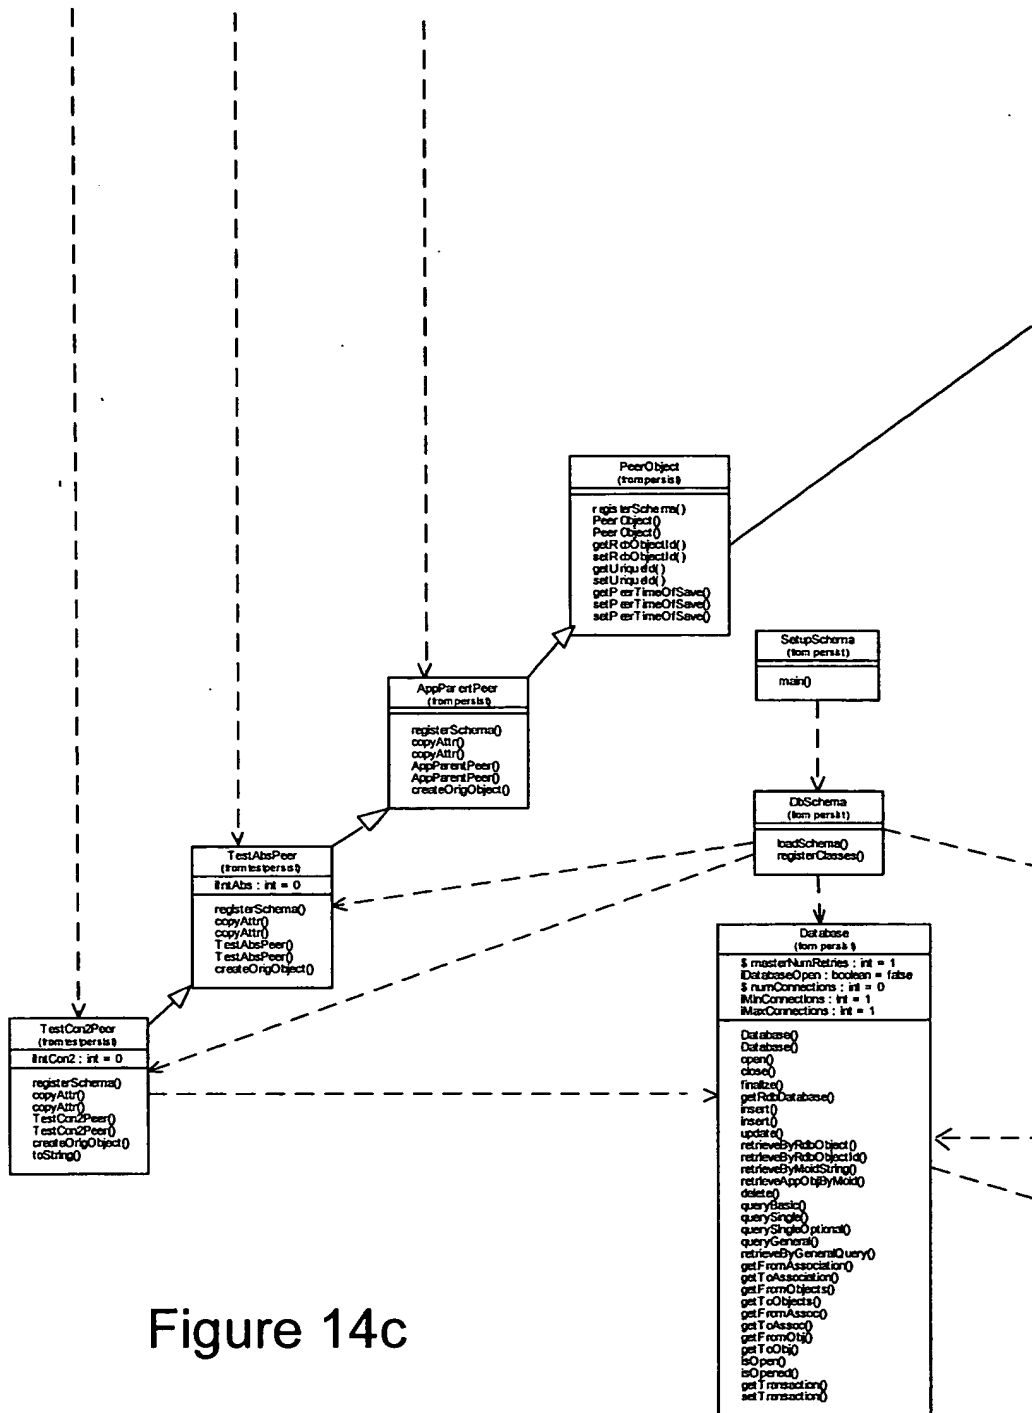 PeerObject
(from persist)
registerSchema()
PeerObject()
PeerObject()
getRdbObjectId()
setRdbObjectId()
getUniqueId()
setUniqueId()
getPeerTimeOfSave()
setPeerTimeOfSave()
setPeerTimeOfSave()
SetupSchema
(from persist)
main()
AppParentPeer
(from persist)
registerSchema()
copyAttr()
copyAttr()
AppParentPeer()
AppParentPeer()
createOrigObject()
DbSchema
(from persist)
loadSchema()
registerClasses()
TestAbsPeer
(from testpersist)
iIntAbs : int = 0
registerSchema()
copyAttr()
copyAttr()
TestAbsPeer()
TestAbsPeer()
createOrigObject()
Database
(from persist)
$ masterNumRetries : int = 1
iDatabaseOpen : boolean = false
$ numConnections : int = 0
iMinConnections : int = 1
iMaxConnections : int = 1
Database()
Database()
open()
close()
finalize()
getRdbDatabase()
insert()
insert()
update()
retrieveByRdbObject()
retrieveByRdbObjectId()
retrieveByMoidString()
retrieveAppObjByMoid()
delete()
queryBasic()
querySingle()
querySingleOptional()
queryGeneral()
retrieveByGeneralQuery()
getFromAssociation()
getToAssociation()
getFromObjects()
getToObjects()
getFromAssoc()
getToAssoc()
getFromObj()
getToObj()
isOpen()
isOpened()
getTransaction()
setTransaction()
TestCon2Peer
(from testpersist)
iIntCon2 : int = 0
registerSchema()
copyAttr()
copyAttr()
TestCon2Peer()
TestCon2Peer()
createOrigObject()
toString()
Figure 14c